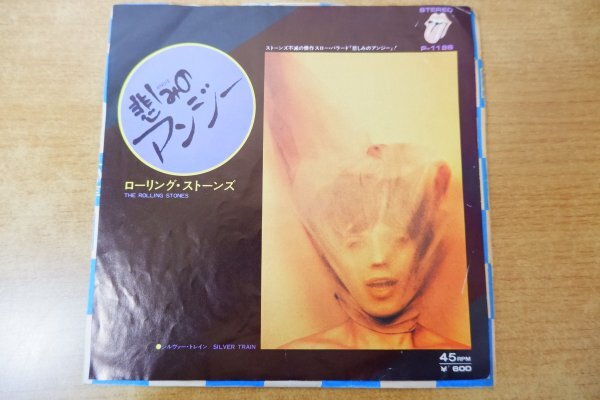 STEREO
P-118S
ストーンズ不滅の傑作スロー・バラード「悲しみのアンジー」!
悲しみの
アンジー
ローリング・ストーンズ
THE ROLLING STONES
シルヴァー・トレイン SILVER TRAIN
45RPM
¥600